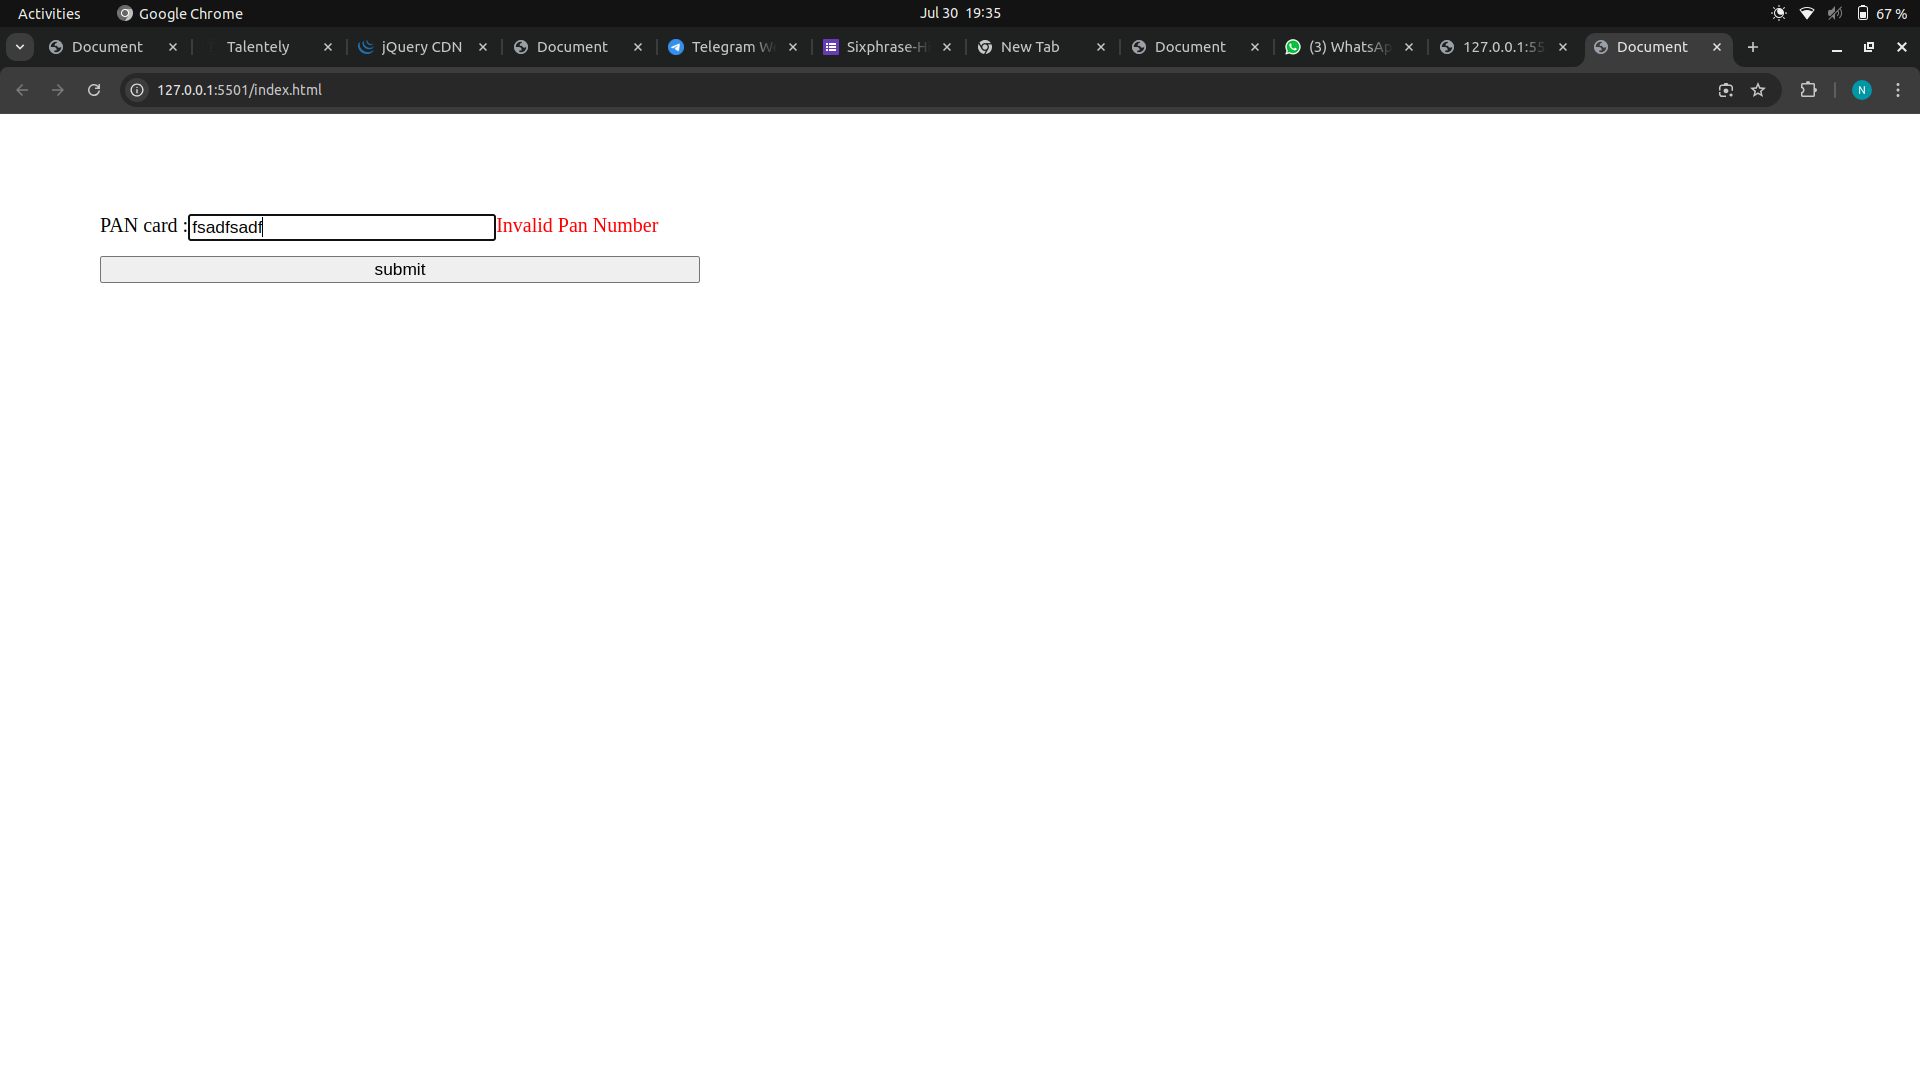 Activities Google Chrome Jul 30 19:35 67 %
Document Talentely jQuery CDN Document Telegram W Sixphrase-H New Tab Document (3) WhatsAp 127.0.0.1:55 Document
127.0.0.1:5501/index.html N
PAN card : fsadfsadf Invalid Pan Number
submit